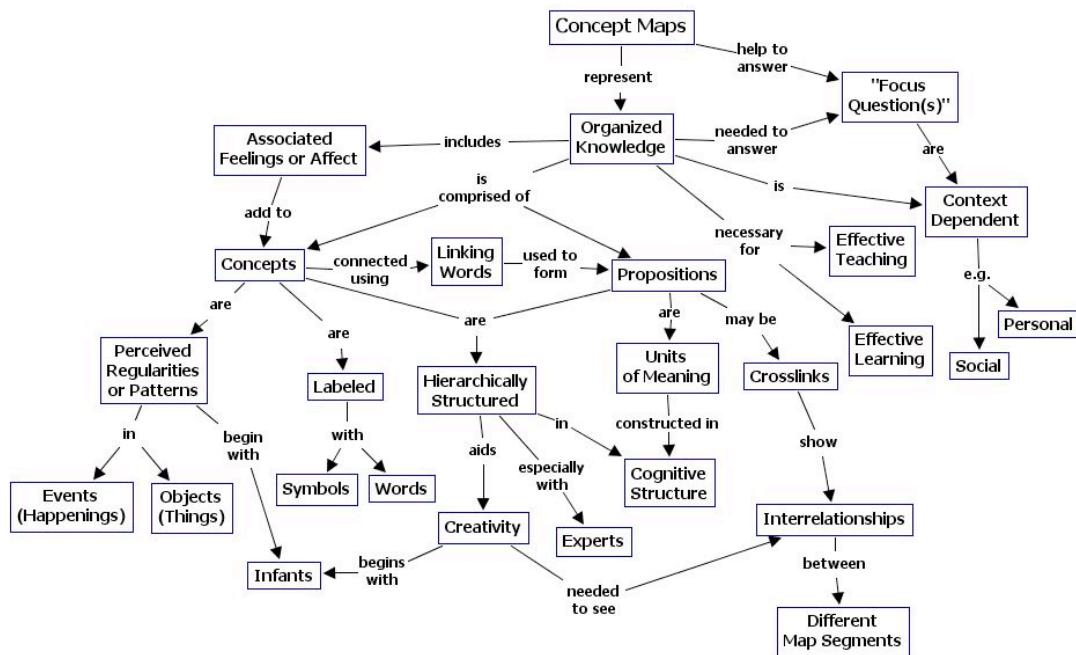 Concept Maps
help to
answer
represent
"Focus
Question(s)"
Organized
Knowledge
needed to
answer
Associated
Feelings or Affect
includes
are
is
comprised of
is
Context
Dependent
add to
necessary
for
Effective
Teaching
Concepts
connected
using
Linking
Words
used to
form
Propositions
e.g.
are
are
are
are
may be
Personal
Perceived
Regularities
or Patterns
Labeled
Hierarchically
Structured
Units
of Meaning
Crosslinks
Effective
Learning
Social
in
begin
with
with
aids
in
constructed in
show
especially
with
Events
(Happenings)
Objects
(Things)
Symbols
Words
Cognitive
Structure
Creativity
Experts
Interrelationships
Infants
begins
with
needed
to see
between
Different
Map Segments